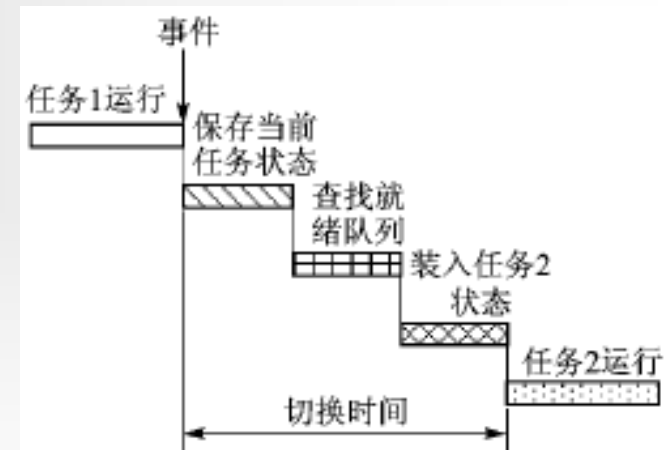 事件
任务1运行
保存当前
任务状态
查找就
绪队列
装入任务2
状态
任务2运行
切换时间